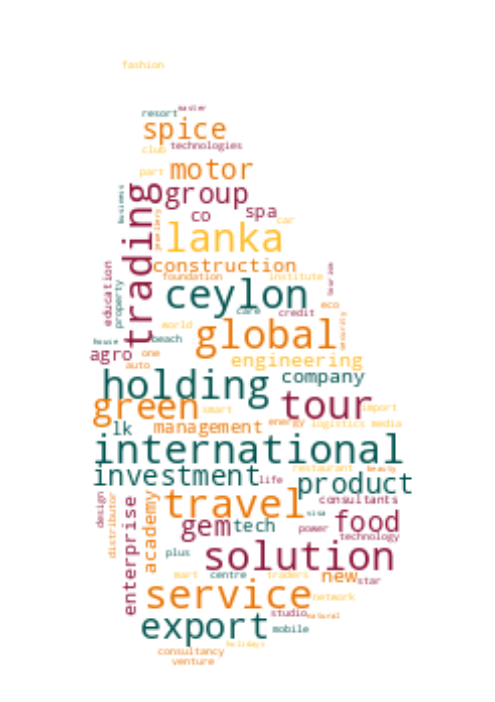 fashion
master
resort
spice
club technologies
part motor
business
trading
group
jewellery
co spa
car
lanka
construction
education
foundation institute
tourism
property
ceylon
care credit eco
world
global
security
house beach
agro one
engineering
auto
holding company
green smart tour import
lk management energy logistics media
international
restaurant beauty
investment life product
design
distributor
enterprise
academy
travel consultants
visa
gem tech power food
technology
plus
solution
mart centre traders new star
service network
studio natural
export mobile
holidays
consultancy
venture